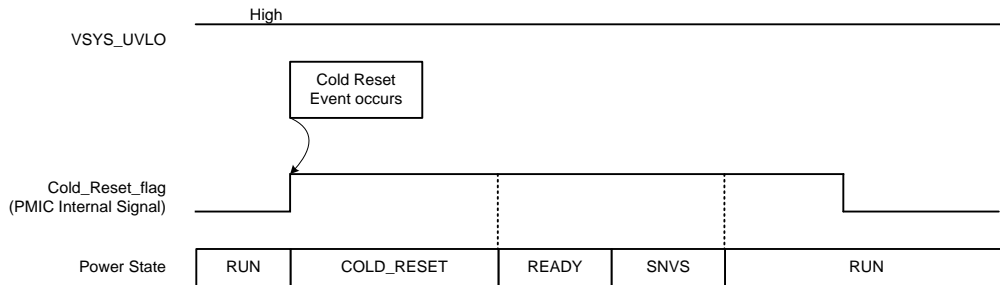 High
VSYS_UVLO
Cold Reset
Event occurs
Cold_Reset_flag
(PMIC Internal Signal)
Power State
RUN
COLD_RESET
READY
SNVS
RUN